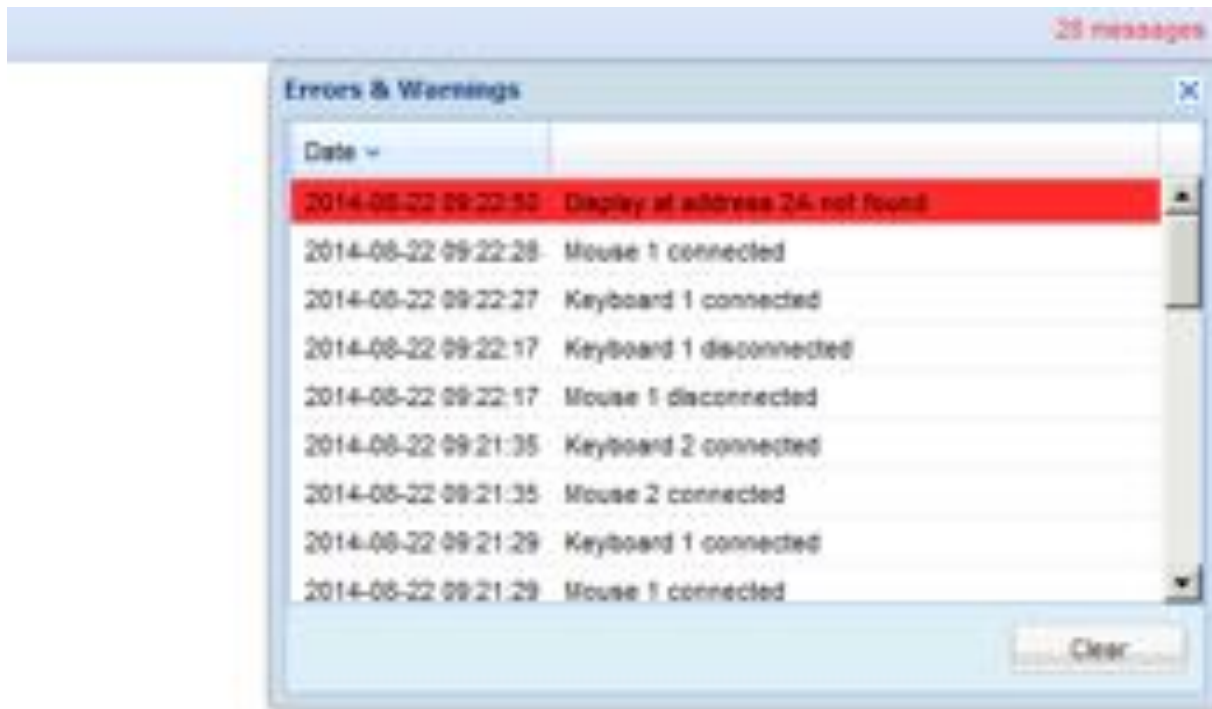 28 messages
Errors & Warnings
Date
2014-08-22 09:22:50 Display at address 2A not found
2014-08-22 09:22:28 Mouse 1 connected
2014-08-22 09:22:27 Keyboard 1 connected
2014-08-22 09:22:17 Keyboard 1 disconnected
2014-08-22 09:22:17 Mouse 1 disconnected
2014-08-22 09:21:35 Keyboard 2 connected
2014-08-22 09:21:35 Mouse 2 connected
2014-08-22 09:21:29 Keyboard 1 connected
2014-08-22 09:21:29 Mouse 1 connected
Clear